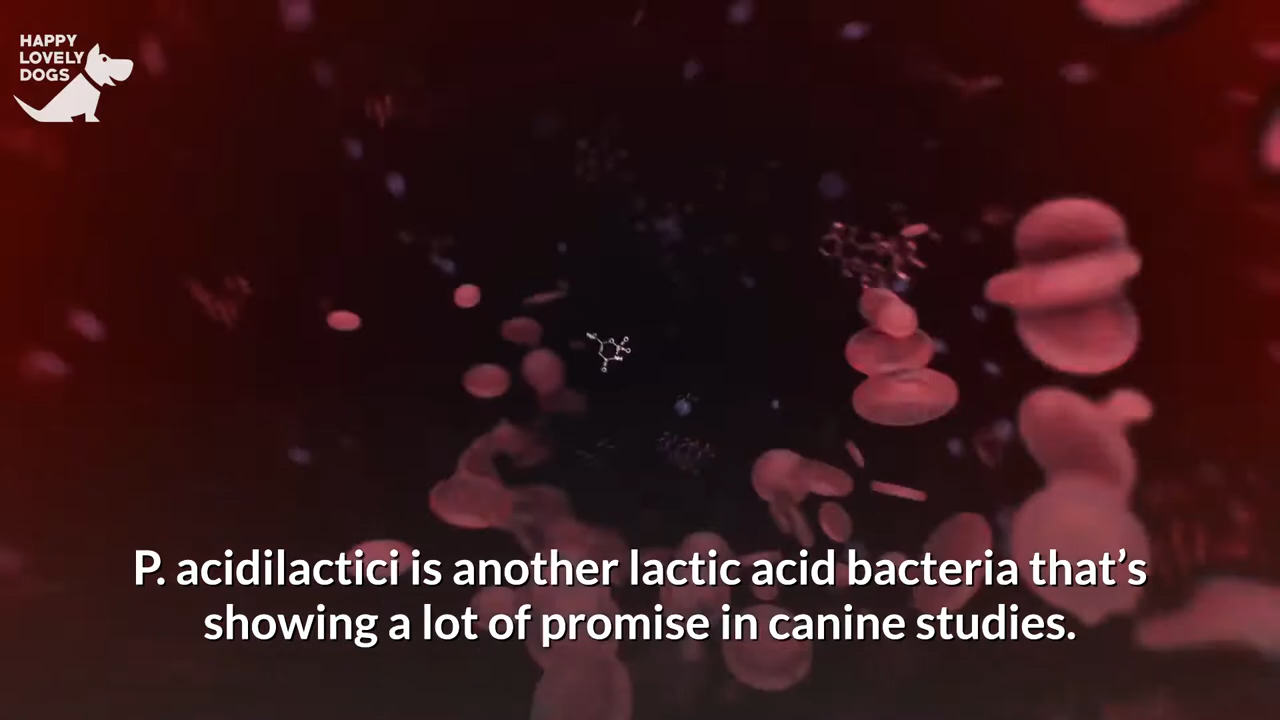 HAPPY
LOVELY
DOGS
P. acidilactici is another lactic acid bacteria that’s
showing a lot of promise in canine studies.